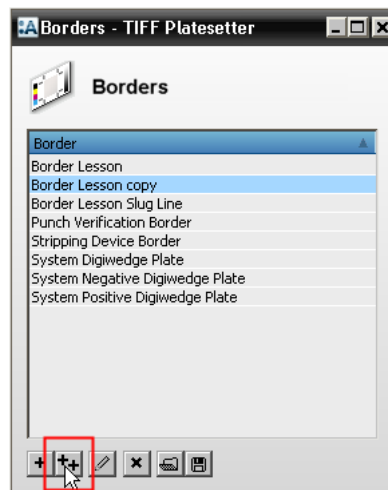 Borders - TIFF Platesetter
Borders
Border
Border Lesson
Border Lesson copy
Border Lesson Slug Line
Punch Verification Border
Stripping Device Border
System Digiwedge Plate
System Negative Digiwedge Plate
System Positive Digiwedge Plate